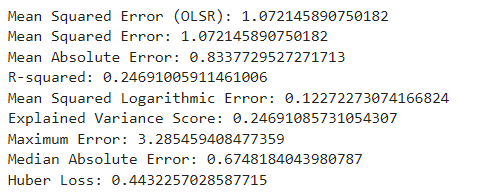 Mean Squared Error (OLSR): 1.072145890750182
Mean Squared Error: 1.072145890750182
Mean Absolute Error: 0.8337729527271713
R-squared: 0.24691005911461006
Mean Squared Logarithmic Error: 0.12272273074166824
Explained Variance Score: 0.24691085731054307
Maximum Error: 3.285459408477359
Median Absolute Error: 0.6748184043980787
Huber Loss: 0.4432257028587715